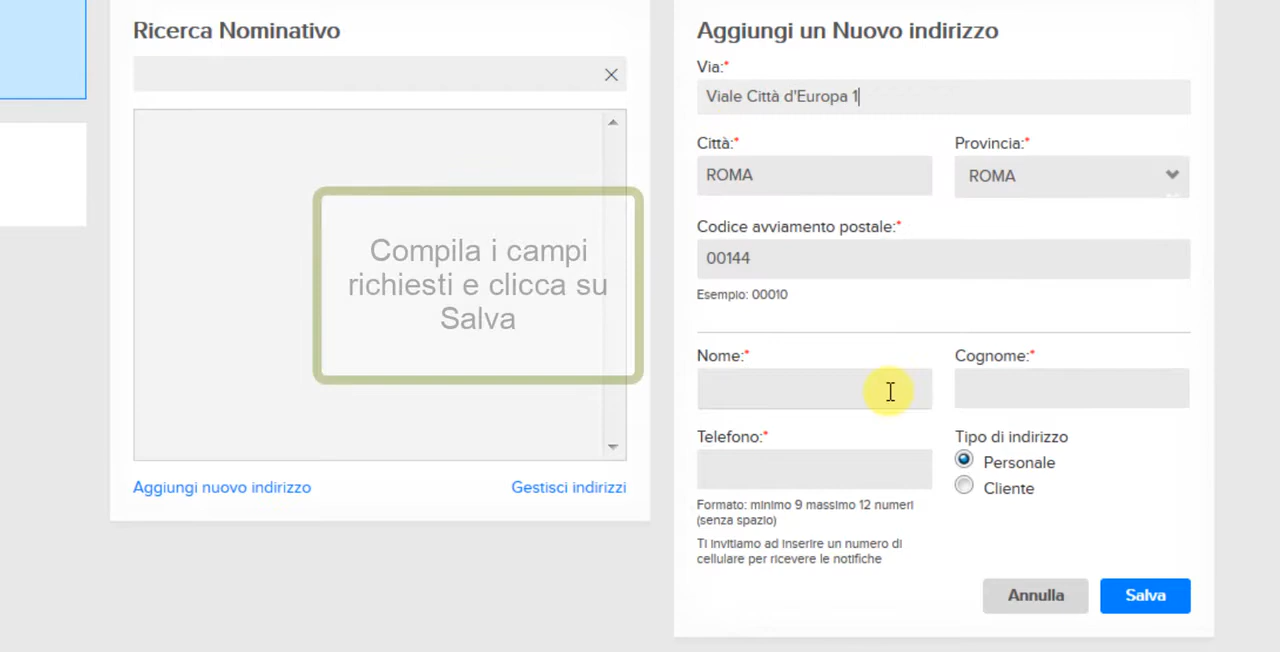 Ricerca Nominativo
Compila i campi
richiesti e clicca su
Salva
Aggiungi nuovo indirizzo
Gestisci indirizzi
Aggiungi un Nuovo indirizzo
Via:*
Viale Città d'Europa 1
Città:*
Provincia:*
ROMA
ROMA
Codice avviamento postale:*
00144
Esempio: 00010
Nome:*
Cognome:*
Telefono:*
Tipo di indirizzo
Personale
Cliente
Formato: minimo 9 massimo 12 numeri
(senza spazio)
Ti invitiamo ad inserire un numero di
cellulare per ricevere le notifiche
Annulla
Salva